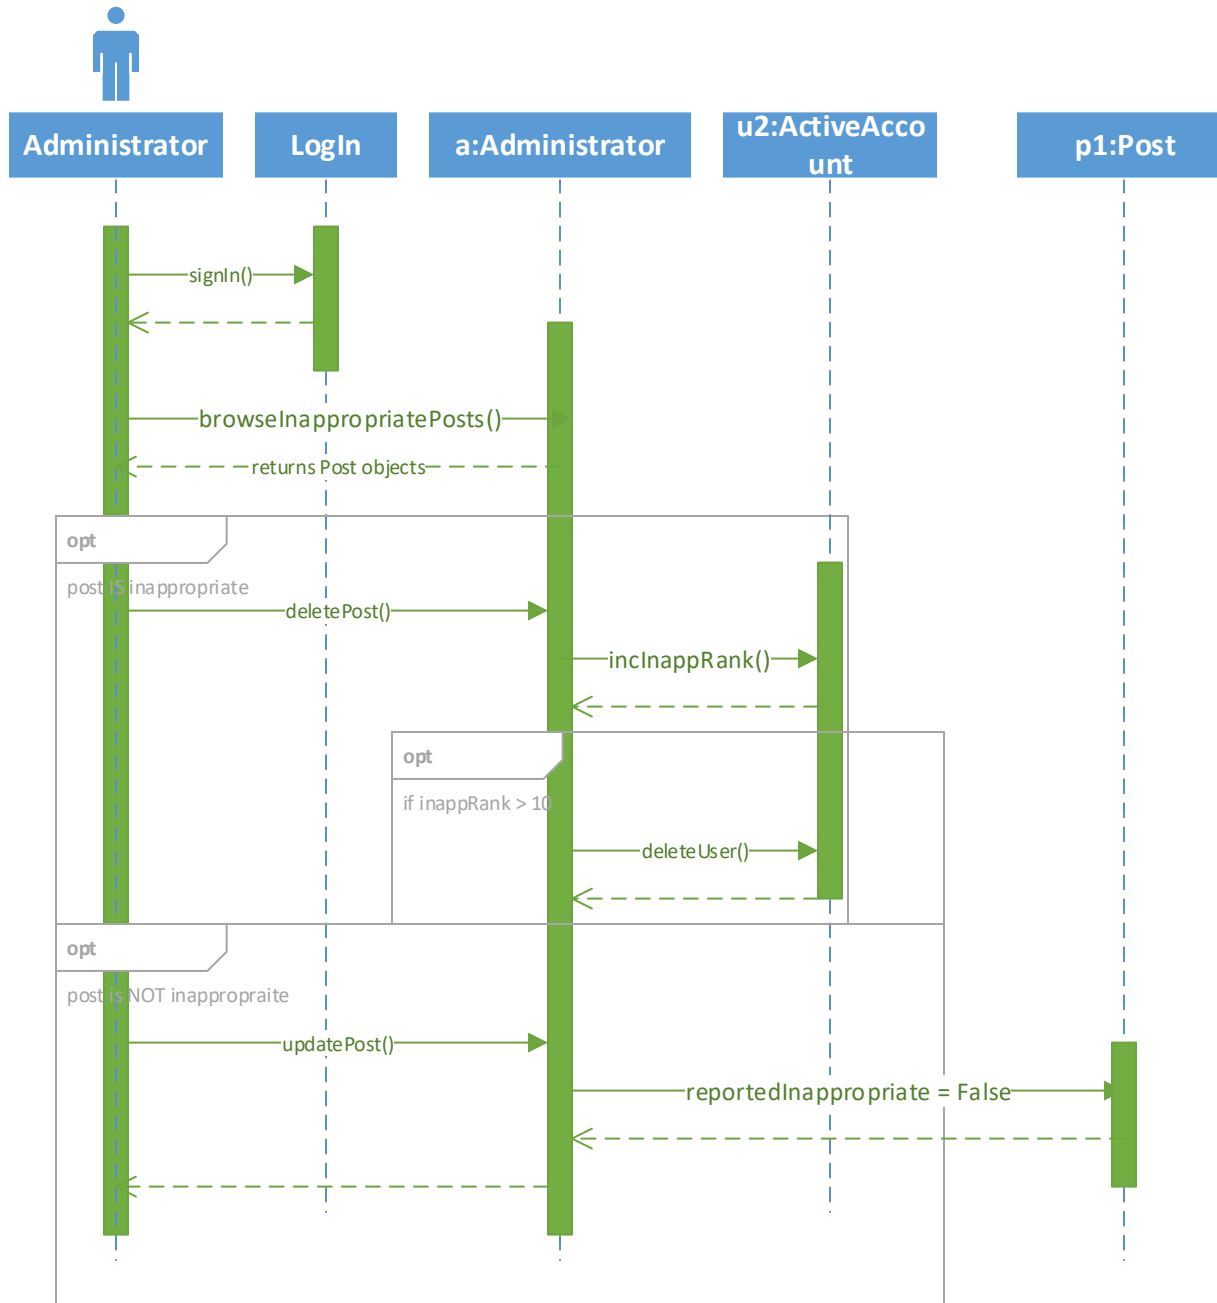 Administrator
LogIn
a:Administrator
u2:ActiveAcco
unt
p1:Post
signIn()
browseInappropriatePosts()
returns Post objects
opt
post IS inappropriate
deletePost()
incInappRank()
opt
if inappRank > 10
deleteUser()
opt
post is NOT inappropraite
updatePost()
reportedInappropriate = False